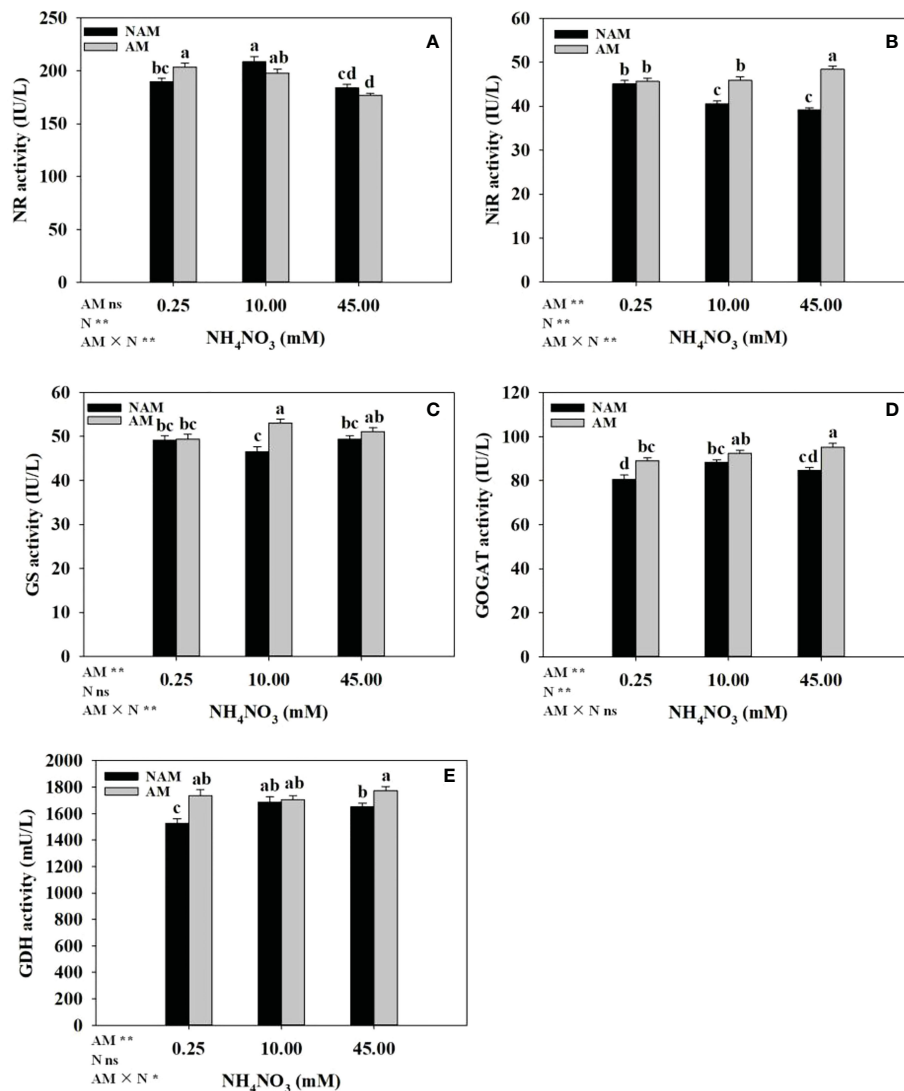 250
200
150
100
50
0
NR activity (IU/L)
NAM
AM
A
bc a a ab cd d
0.25 10.00 45.00
AM ns
N **
AM × N **
NH₄NO₃ (mM)
60
50
40
30
20
10
0
NiR activity (IU/L)
NAM
AM
B
b b c b c a
0.25 10.00 45.00
AM **
N **
AM × N **
NH₄NO₃ (mM)
60
50
40
30
20
10
0
GS activity (IU/L)
NAM
AM
C
bc bc c a bc ab
0.25 10.00 45.00
AM **
N ns
AM × N **
NH₄NO₃ (mM)
120
100
80
60
40
20
0
GOGAT activity (IU/L)
NAM
AM
D
d bc bc ab cd a
0.25 10.00 45.00
AM **
N **
AM × N ns
NH₄NO₃ (mM)
2000
1800
1600
1400
1200
1000
800
600
400
200
0
GDH activity (mU/L)
NAM
AM
E
c ab ab ab b a
0.25 10.00 45.00
AM **
N ns
AM × N *
NH₄NO₃ (mM)